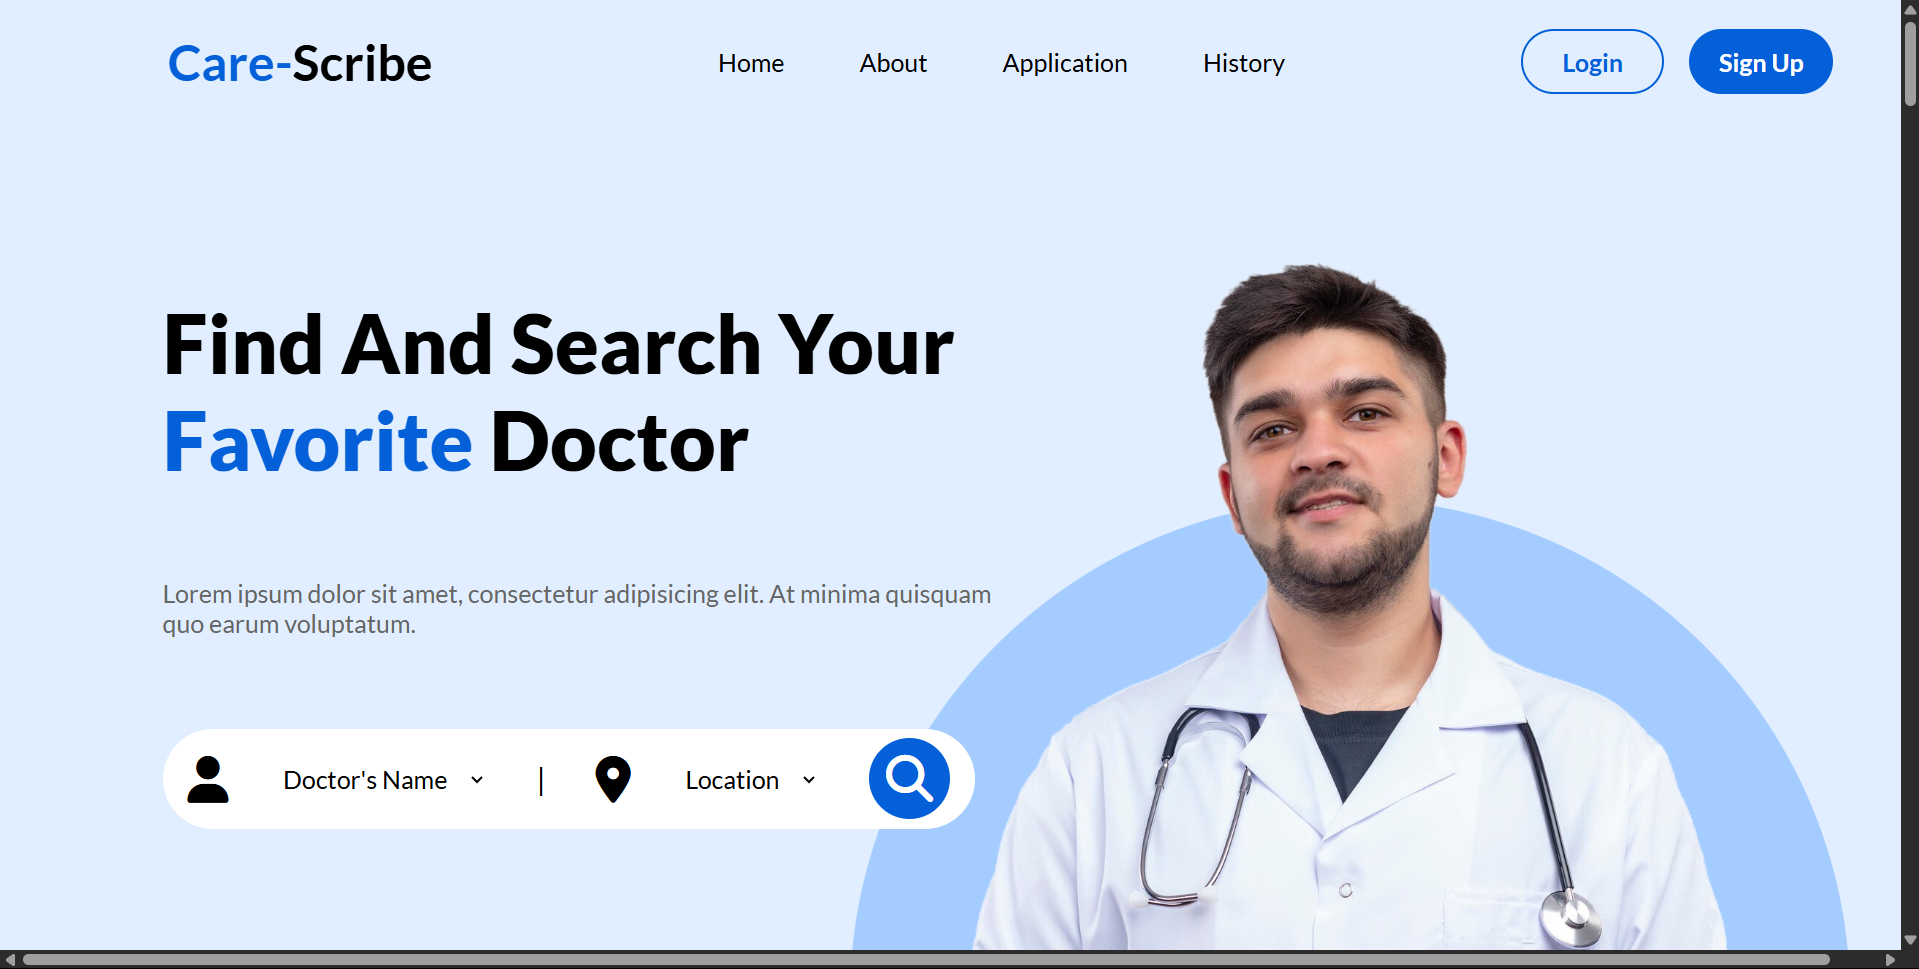 Care-Scribe
Home
About
Application
History
Login
Sign Up
Find And Search Your
Favorite Doctor
Lorem ipsum dolor sit amet, consectetur adipisicing elit. At minima quisquam
quo earum voluptatum.
Doctor's Name
|
Location